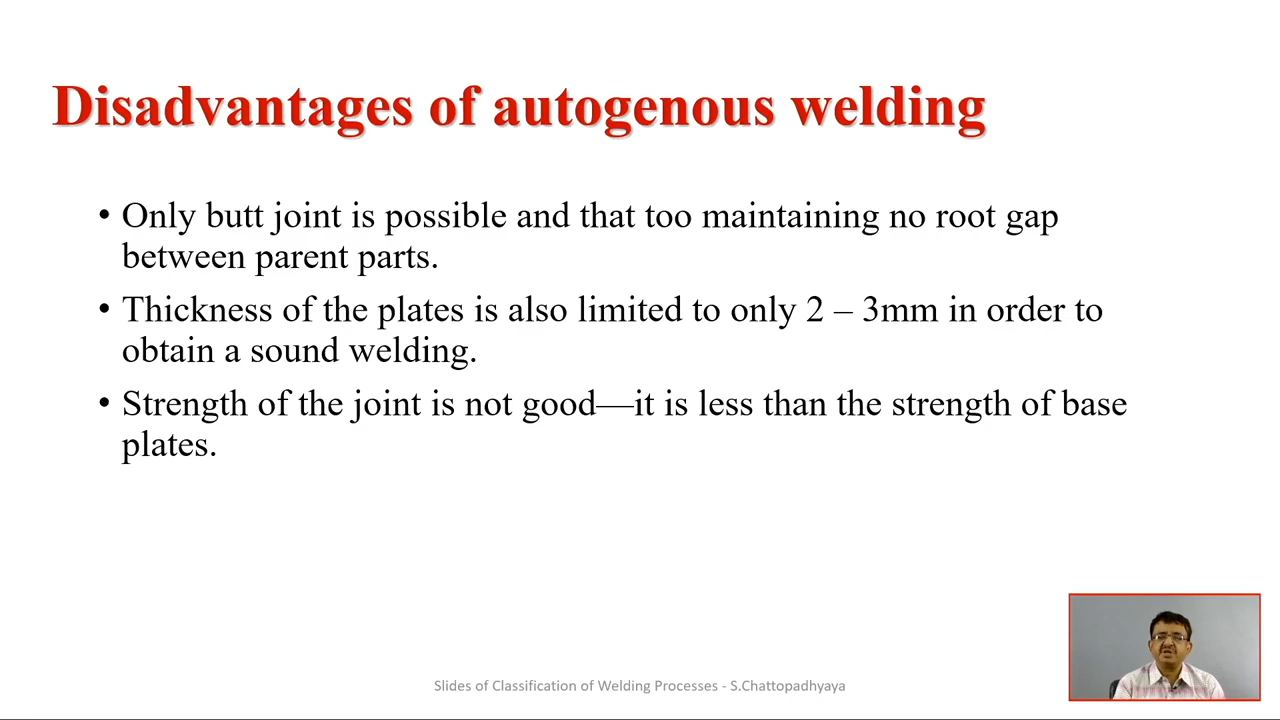 Disadvantages of autogenous welding
• Only butt joint is possible and that too maintaining no root gap
between parent parts.
• Thickness of the plates is also limited to only 2 – 3mm in order to
obtain a sound welding.
• Strength of the joint is not good—it is less than the strength of base
plates.
Slides of Classification of Welding Processes - S.Chattopadhyaya